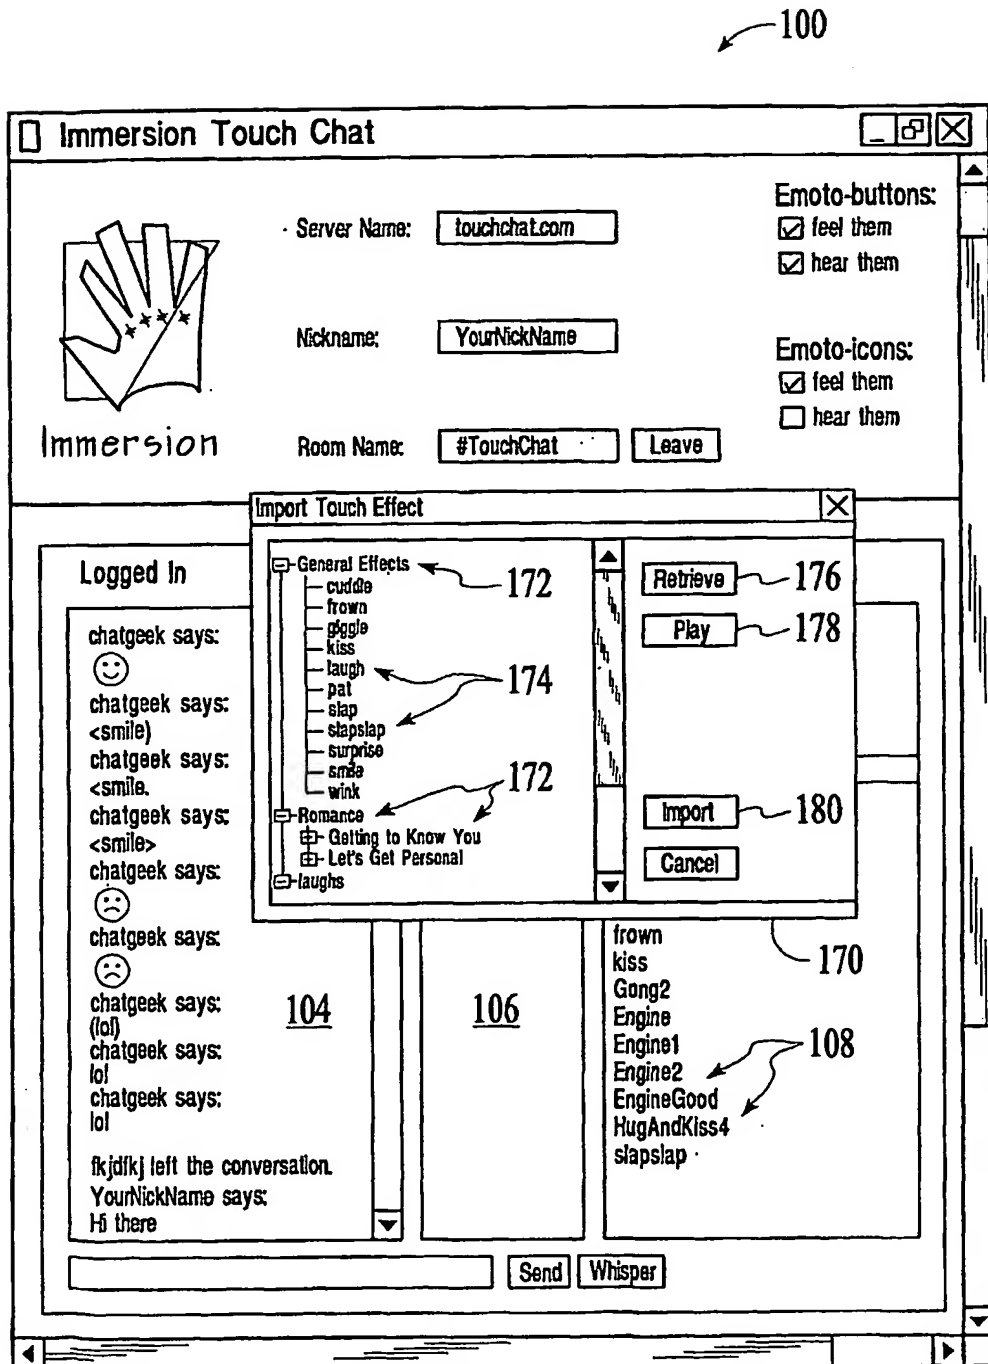 100
Immersion Touch Chat
Server Name: touchchat.com
Nickname: YourNickName
Room Name: #TouchChat Leave
Emoto-buttons:
feel them
hear them
Emoto-icons:
feel them
hear them
Immersion
Import Touch Effect
General Effects 172
cuddle
frown
giggle
kiss
laugh
pat
slap
slapslap
surprise
smile
wink
174
172
Romance
Getting to Know You
Let's Get Personal
laughs
Retrieve 176
Play 178
Import 180
Cancel
170
Logged In
chatgeek says:
chatgeek says:
<smile)
chatgeek says:
<smile.
chatgeek says:
<smile>
chatgeek says:
chatgeek says:
chatgeek says:
(lol)
chatgeek says:
lol
chatgeek says:
lol
fkjdfkj left the conversation.
YourNickName says:
Hi there
104
106
frown
kiss
Gong2
Engine
Engine1
Engine2
EngineGood
HugAndKiss4
slapslap
108
Send Whisper